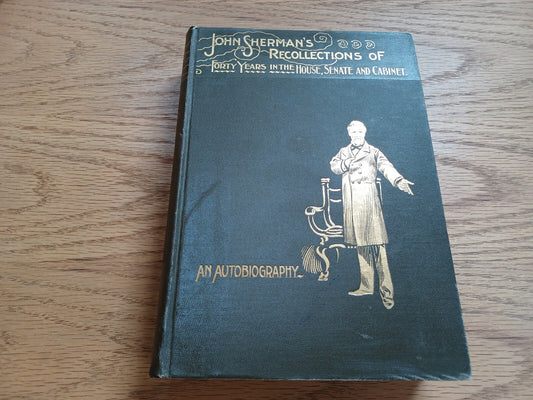 JOHN SHERMAN'S
RECOLLECTIONS OF
FORTY YEARS IN THE HOUSE, SENATE AND CABINET.
AN AUTOBIOGRAPHY